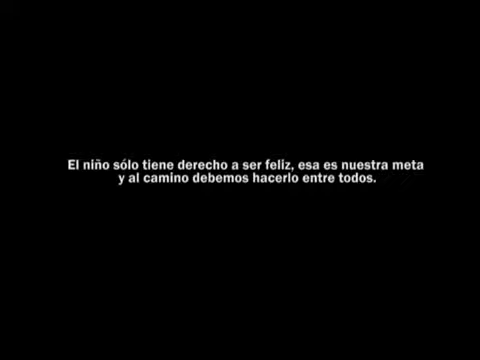 El niño sólo tiene derecho a ser feliz, esa es nuestra meta
y al camino debemos hacerlo entre todos.